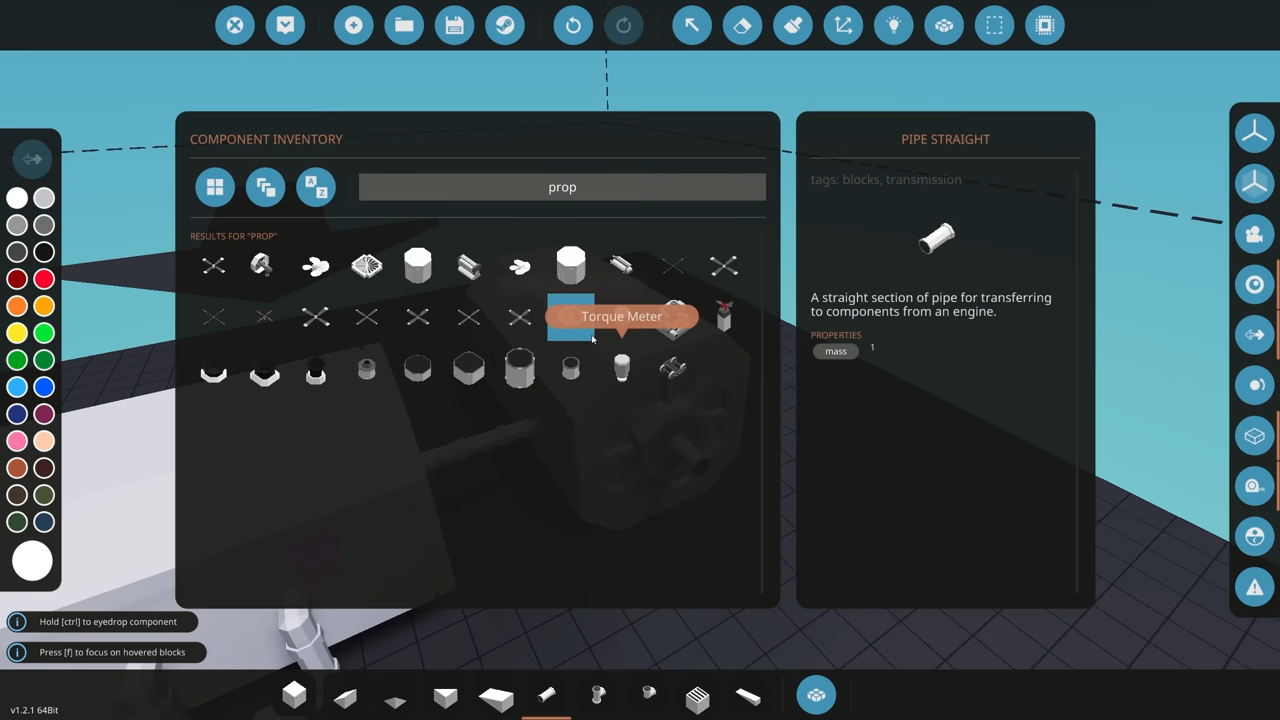 COMPONENT INVENTORY
PIPE STRAIGHT
prop
tags: blocks, transmission
RESULTS FOR "PROP"
Torque Meter
A straight section of pipe for transferring
to components from an engine.
PROPERTIES
mass 1
Hold [ctrl] to eyedrop component
Press [f] to focus on hovered blocks
v1.2.1 64Bit